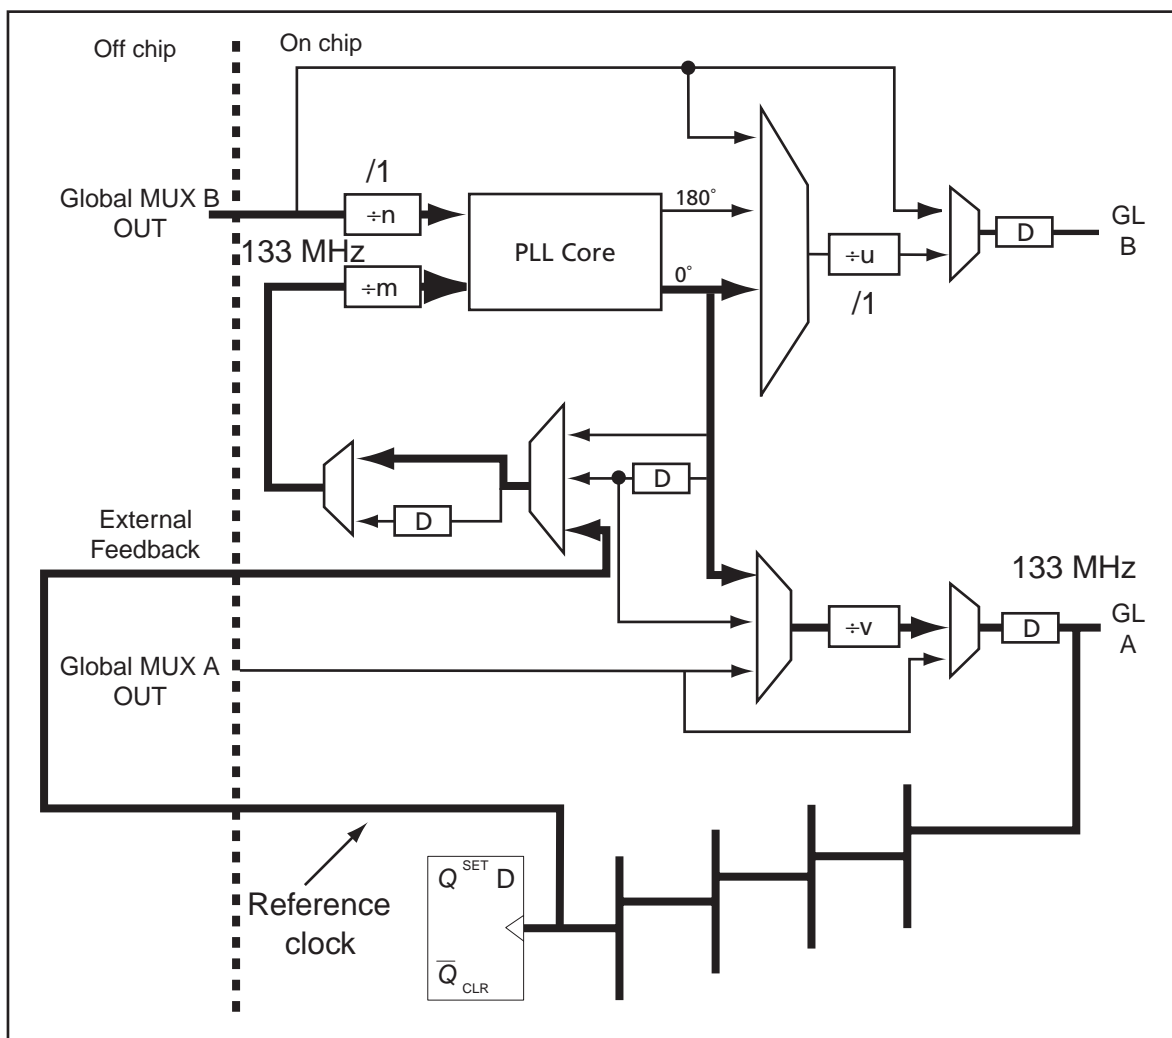 Off chip
On chip
Global MUX B
OUT
/1
÷n
133 MHz
÷m
PLL Core
180°
0°
÷u
/1
D
GL
B
D
D
External
Feedback
133 MHz
÷v
D
GL
A
Global MUX A
OUT
Reference
clock
Q SET D
Q̅ CLR